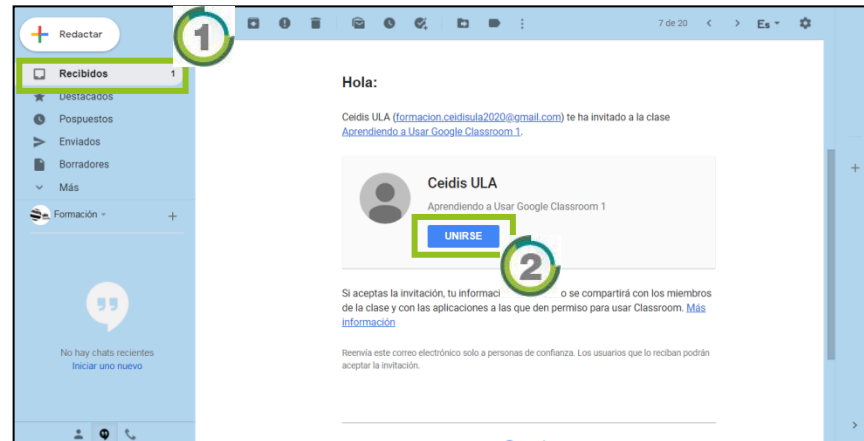 Redactar
1
7 de 20
Es
Recibidos 1
Destacados
Pospuestos
Enviados
Borradores
Más
Formación
No hay chats recientes
Iniciar uno nuevo
Hola:
Ceidis ULA (formacion.ceidisula2020@gmail.com) te ha invitado a la clase
Aprendiendo a Usar Google Classroom 1.
Ceidis ULA
Aprendiendo a Usar Google Classroom 1
UNIRSE
2
Si aceptas la invitación, tu informaci o se compartirá con los miembros
de la clase y con las aplicaciones a las que den permiso para usar Classroom. Más
información
Reenvía este correo electrónico solo a personas de confianza. Los usuarios que lo reciban podrán
aceptar la invitación.